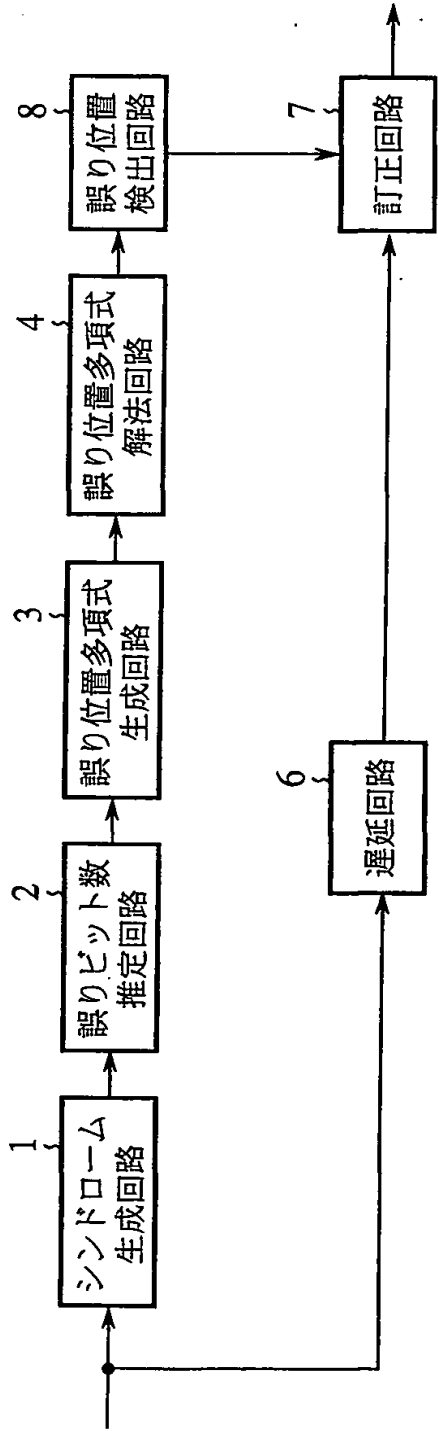 1
シンドローム
生成回路
2
誤りビット数
推定回路
3
誤り位置多項式
生成回路
4
誤り位置多項式
解法回路
8
誤り位置
検出回路
6
遅延回路
7
訂正回路